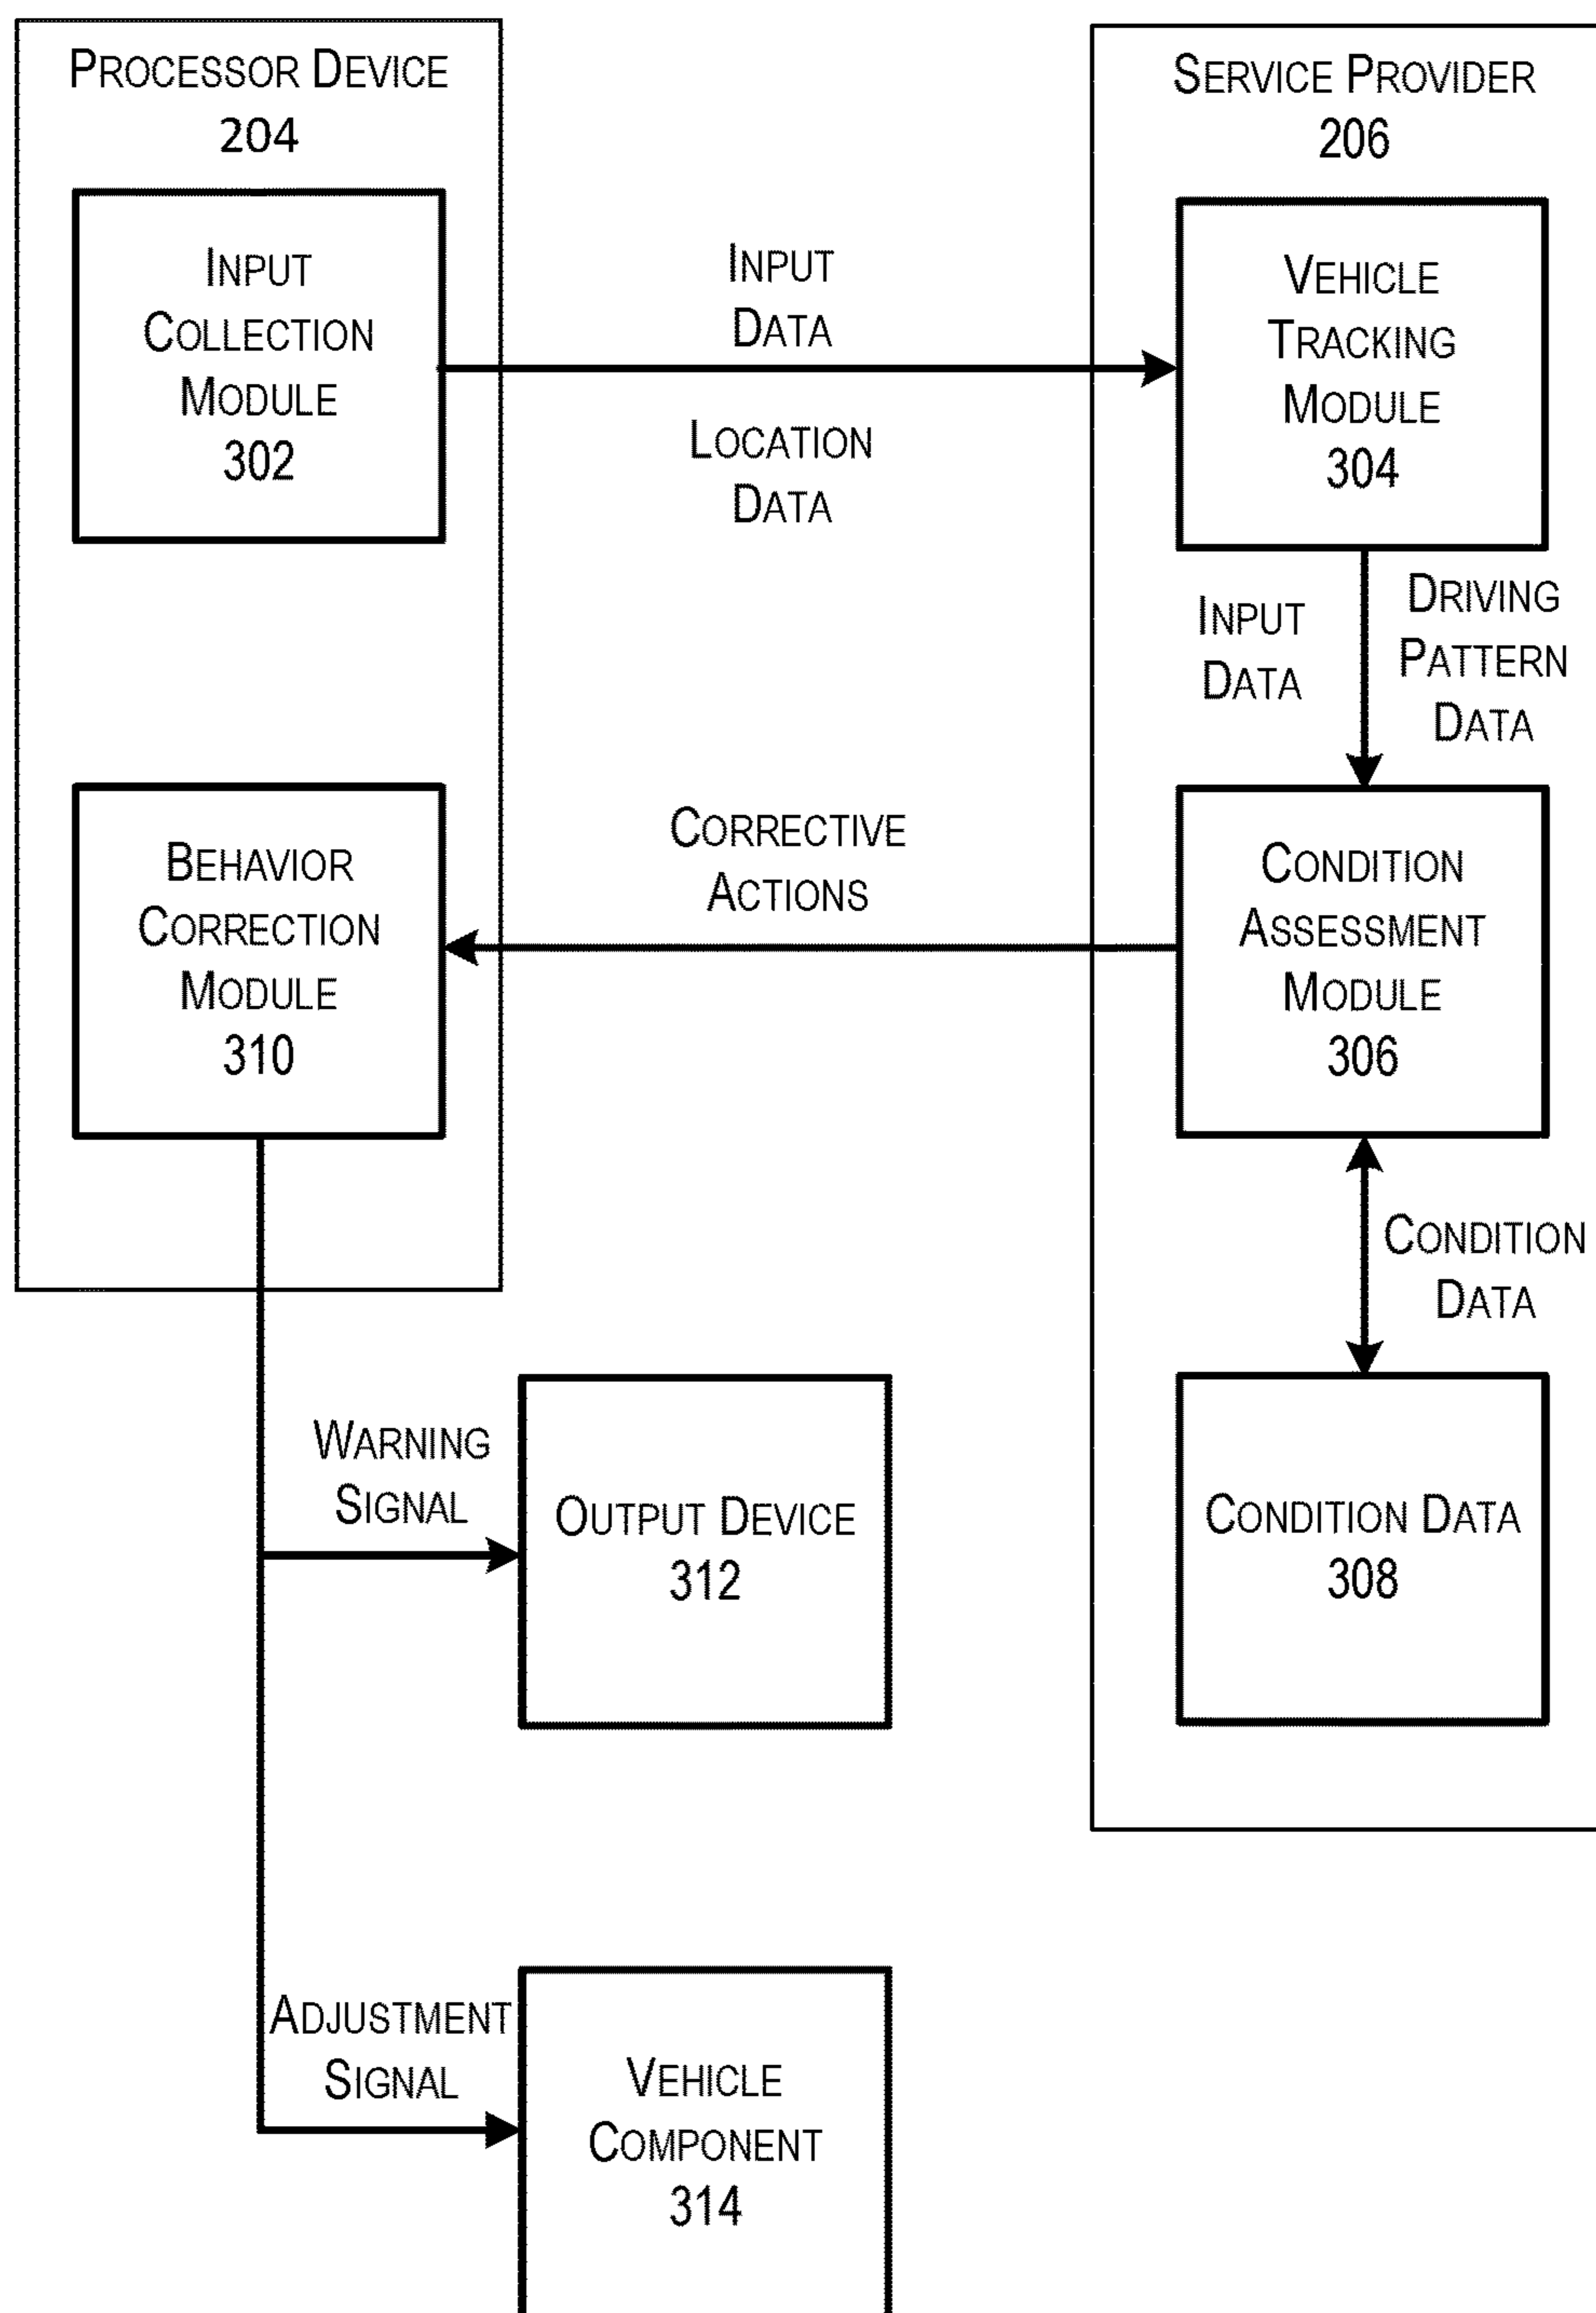 PROCESSOR DEVICE
204
INPUT
COLLECTION
MODULE
302
INPUT
DATA
LOCATION
DATA
SERVICE PROVIDER
206
VEHICLE
TRACKING
MODULE
304
INPUT
DATA
DRIVING
PATTERN
DATA
BEHAVIOR
CORRECTION
MODULE
310
CORRECTIVE
ACTIONS
CONDITION
ASSESSMENT
MODULE
306
CONDITION
DATA
WARNING
SIGNAL
OUTPUT DEVICE
312
CONDITION DATA
308
ADJUSTMENT
SIGNAL
VEHICLE
COMPONENT
314